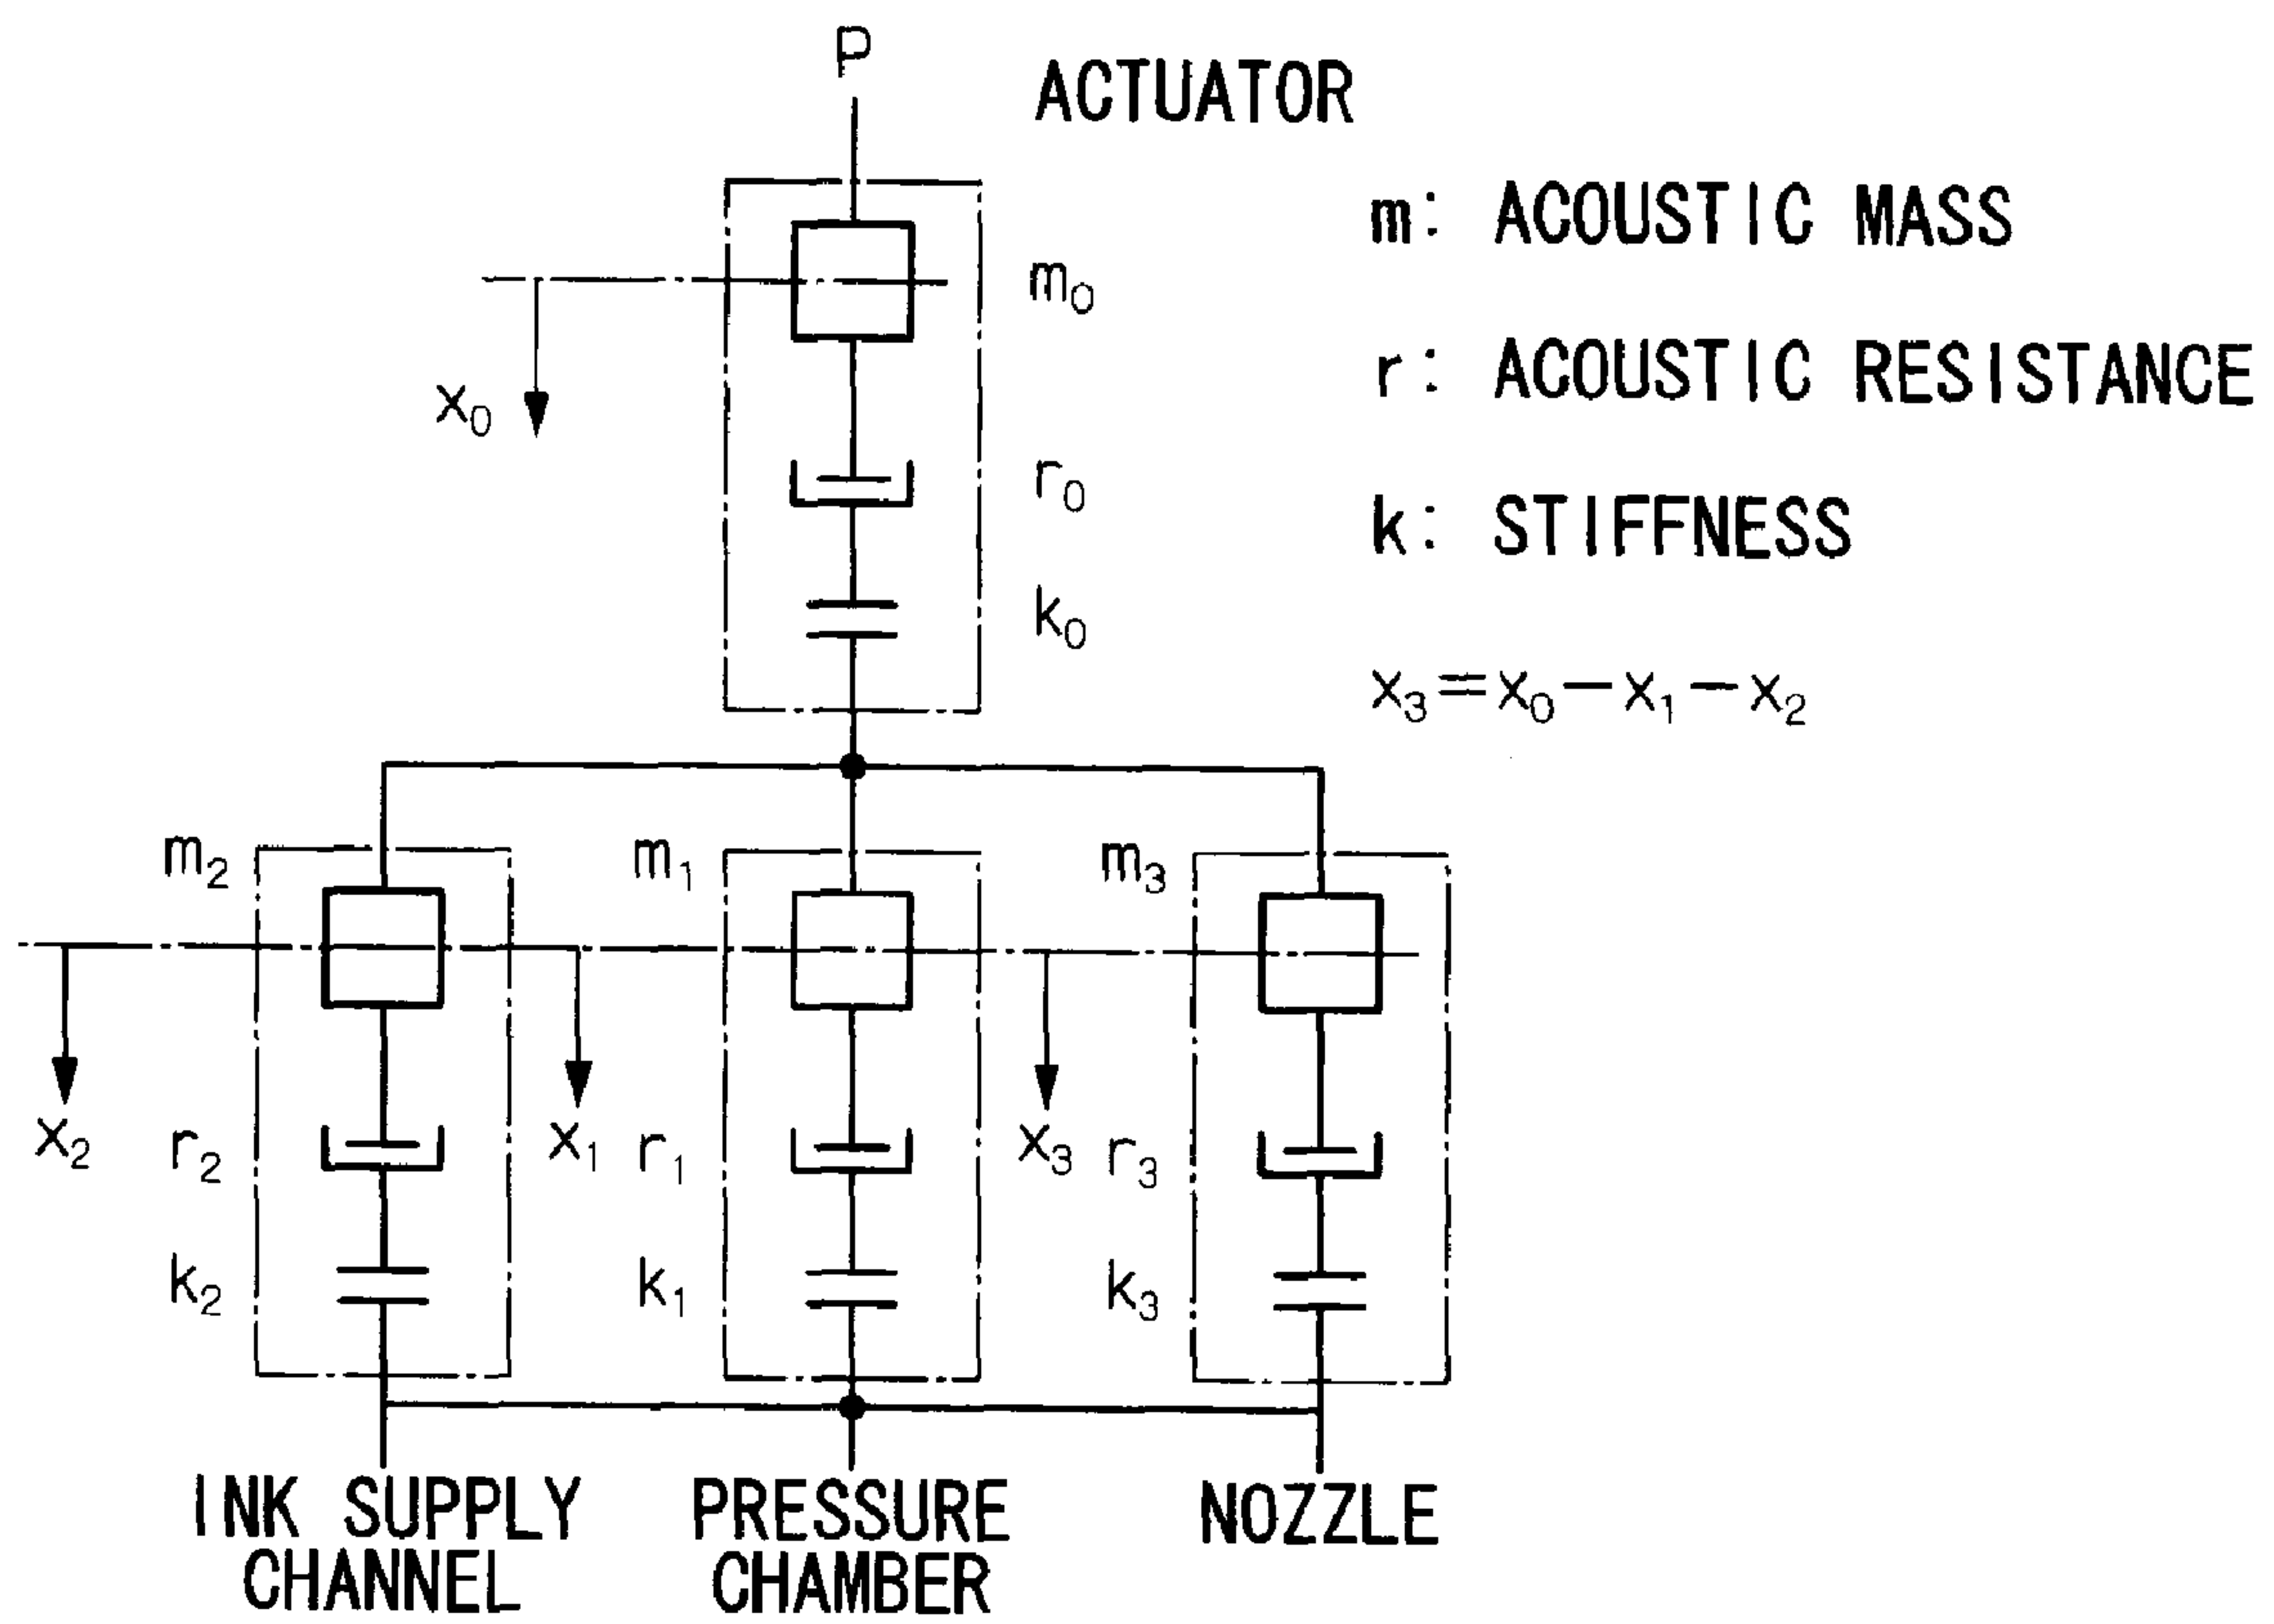 P
ACTUATOR
m: ACOUSTIC MASS
m₀
r: ACOUSTIC RESISTANCE
x₀
r₀
k: STIFFNESS
k₀
x₃=x₀−x₁−x₂
m₂ m₁ m₃
x₂ r₂ x₁ r₁ x₃ r₃
k₂ k₁ k₃
INK SUPPLY CHANNEL
PRESSURE CHAMBER
NOZZLE